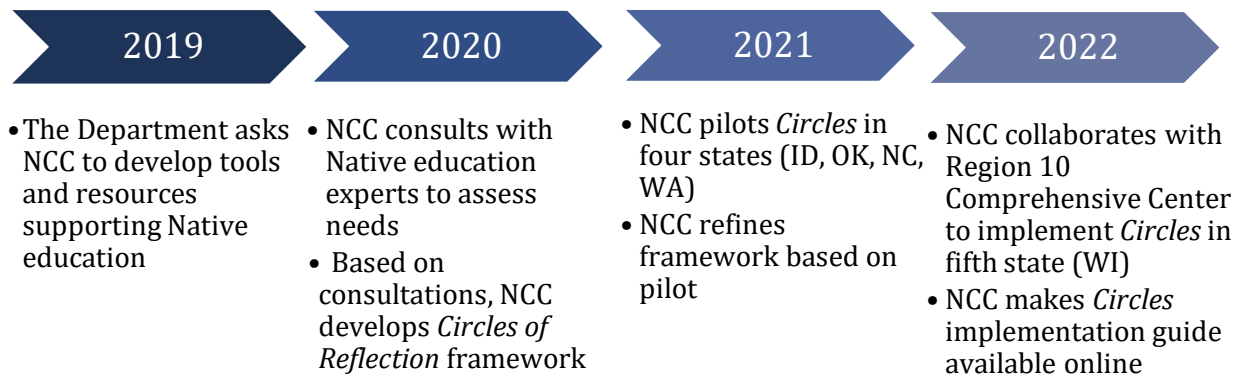 2019
2020
2021
2022
• The Department asks
NCC to develop tools
and resources
supporting Native
education
• NCC consults with
Native education
experts to assess
needs
• Based on
consultations, NCC
develops Circles of
Reflection framework
• NCC pilots Circles in
four states (ID, OK, NC,
WA)
• NCC refines
framework based on
pilot
• NCC collaborates with
Region 10
Comprehensive Center
to implement Circles in
fifth state (WI)
• NCC makes Circles
implementation guide
available online